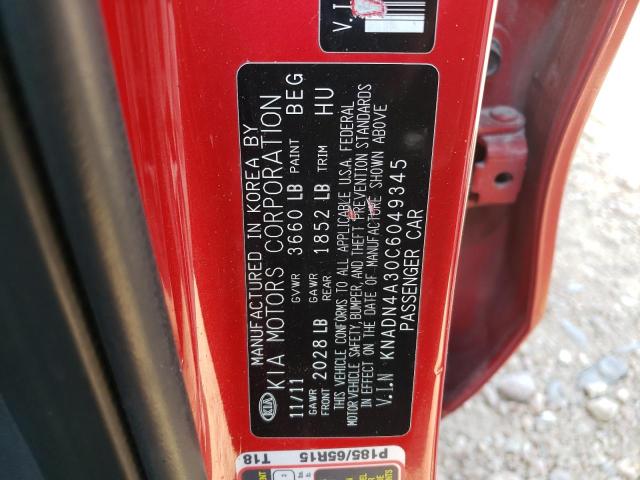 V.I.
MANUFACTURED IN KOREA BY
KIA KIA MOTORS CORPORATION
11/11 GVWR 3660 LB PAINT BEG
GAWR FRONT 2028 LB GAWR REAR 1852 LB TRIM HU
THIS VEHICLE CONFORMS TO ALL APPLICABLE U.S.A. FEDERAL
MOTOR VEHICLE SAFETY, BUMPER, AND THEFT PREVENTION STANDARDS
IN EFFECT ON THE DATE OF MANUFACTURE SHOWN ABOVE
V.I.N KNADN4A30C6049345
PASSENGER CAR
P185/65R15
T18